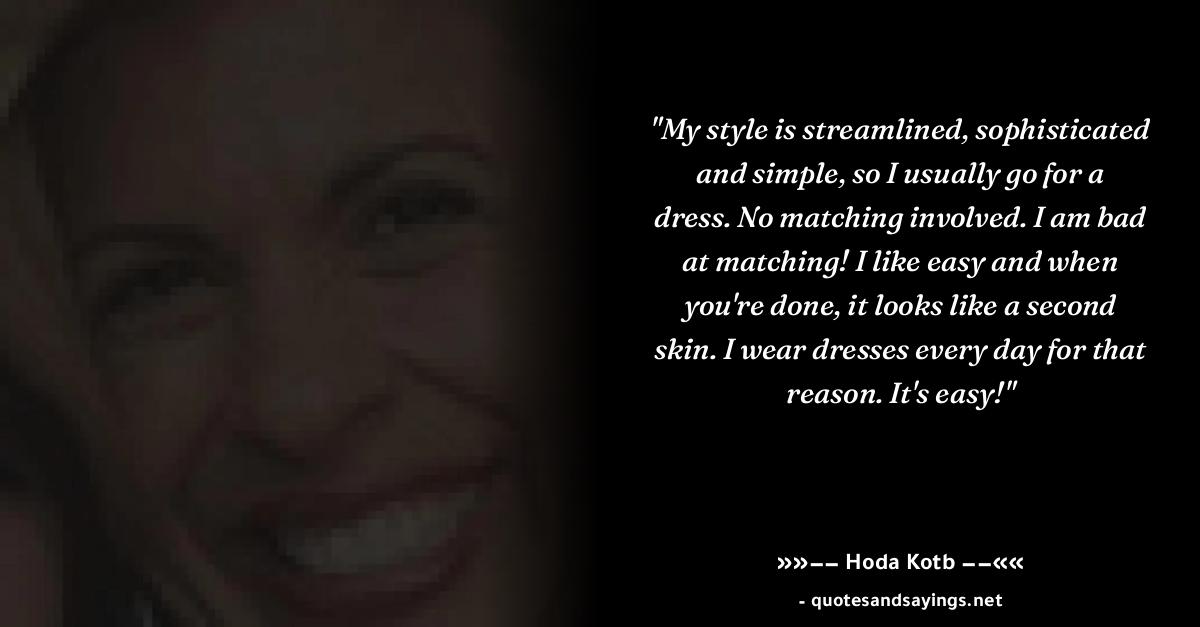 "My style is streamlined, sophisticated
and simple, so I usually go for a
dress. No matching involved. I am bad
at matching! I like easy and when
you're done, it looks like a second
skin. I wear dresses every day for that
reason. It's easy!"
»»–– Hoda Kotb ––««
- quotesandsayings.net